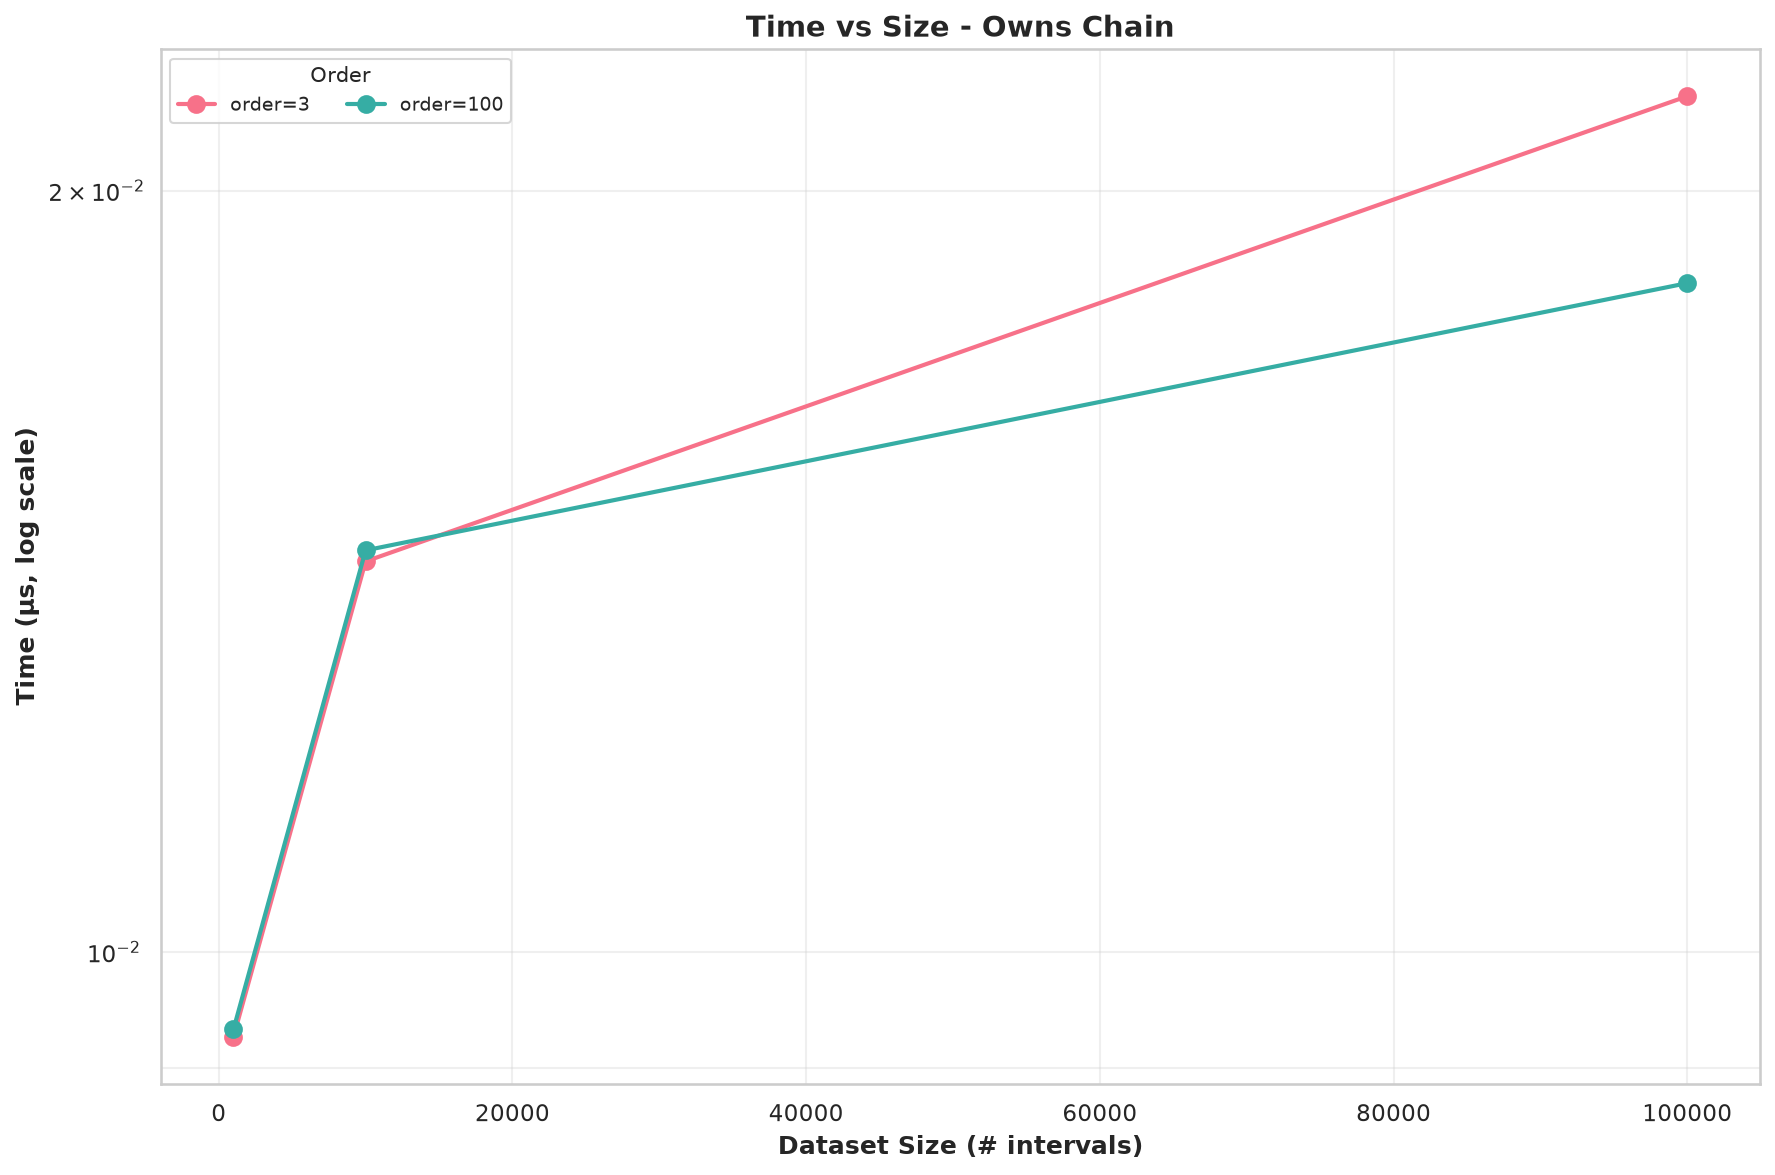 Time vs Size - Owns Chain
Order
order=3 order=100
2 × 10⁻²
10⁻²
Time (µs, log scale)
0 20000 40000 60000 80000 100000
Dataset Size (# intervals)